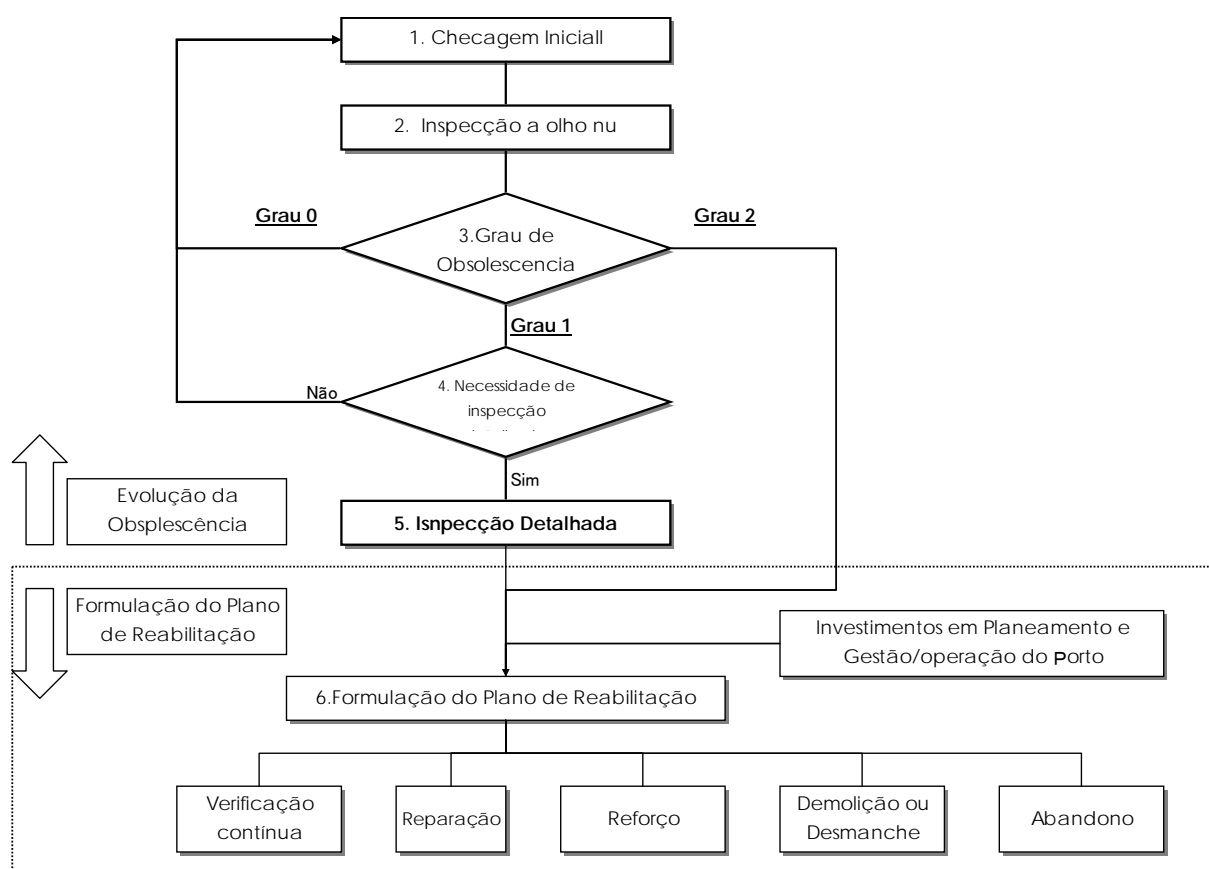 1. Checagem Iniciall
2. Inspecção a olho nu
Grau 0
Grau 2
3.Grau de
Obsolescencia
Grau 1
Não
4. Necessidade de
inspecção
Sim
Evolução da
Obsplescência
5. Isnpecção Detalhada
Formulação do Plano
de Reabilitação
Investimentos em Planeamento e
Gestão/operação do Porto
6.Formulação do Plano de Reabilitação
Verificação
contínua
Reparação
Reforço
Demolição ou
Desmanche
Abandono